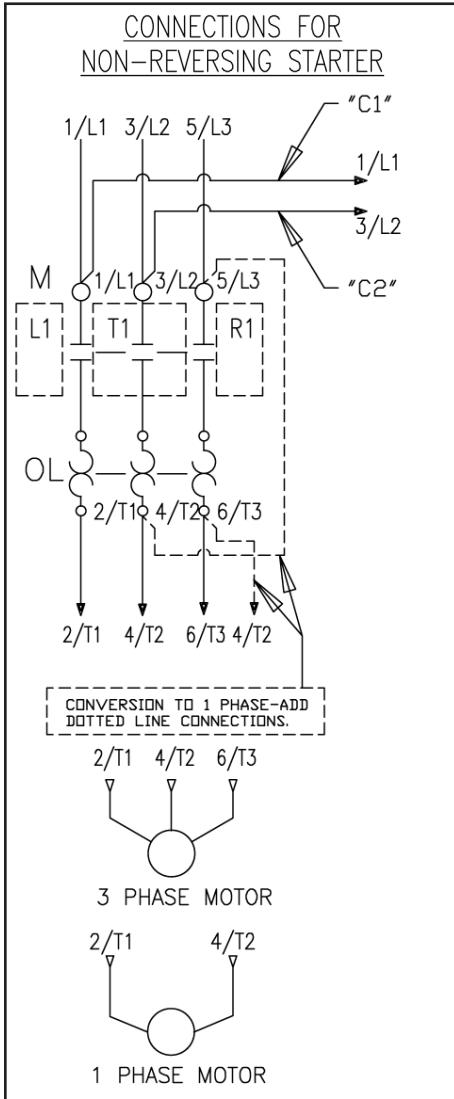 CONNECTIONS FOR
NON-REVERSING STARTER
"C1"
1/L1 3/L2 5/L3
1/L1
3/L2
"C2"
M 1/L1 3/L2 5/L3
L1 T1 R1
OL
2/T1 4/T2 6/T3
2/T1 4/T2 6/T3 4/T2
CONVERSION TO 1 PHASE-ADD
DOTTED LINE CONNECTIONS.
2/T1 4/T2 6/T3
3 PHASE MOTOR
2/T1 4/T2
1 PHASE MOTOR